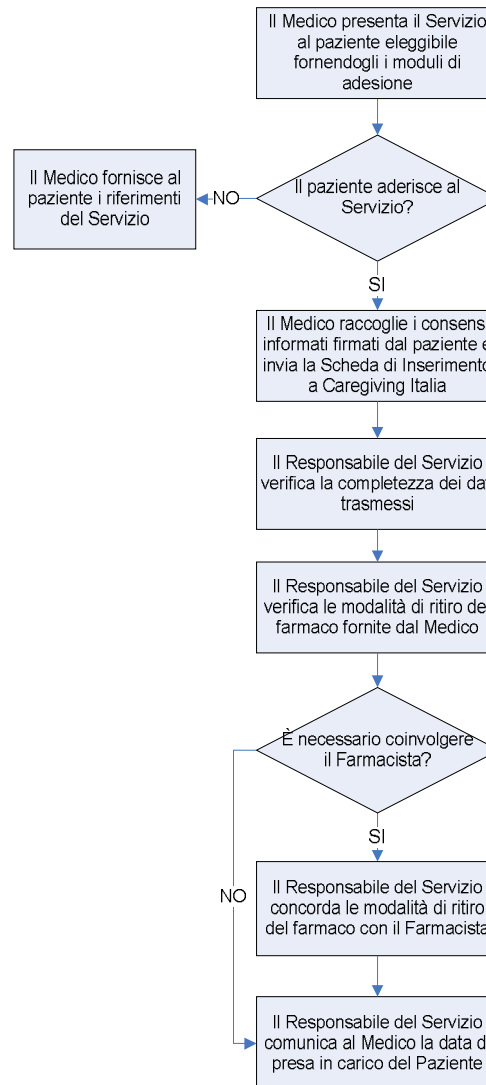 Il Medico presenta il Servizio
al paziente eleggibile
fornendogli i moduli di
adesione
Il paziente aderisce al
Servizio?
NO
Il Medico fornisce al
paziente i riferimenti
del Servizio
SI
Il Medico raccoglie i consens
informati firmati dal paziente e
invia la Scheda di Inserimento
a Caregiving Italia
Il Responsabile del Servizio
verifica la completezza dei dat
trasmessi
Il Responsabile del Servizio
verifica le modalità di ritiro del
farmaco fornite dal Medico
È necessario coinvolgere
il Farmacista?
SI
NO
Il Responsabile del Servizio
concorda le modalità di ritiro
del farmaco con il Farmacista
Il Responsabile del Servizio
comunica al Medico la data d
presa in carico del Paziente